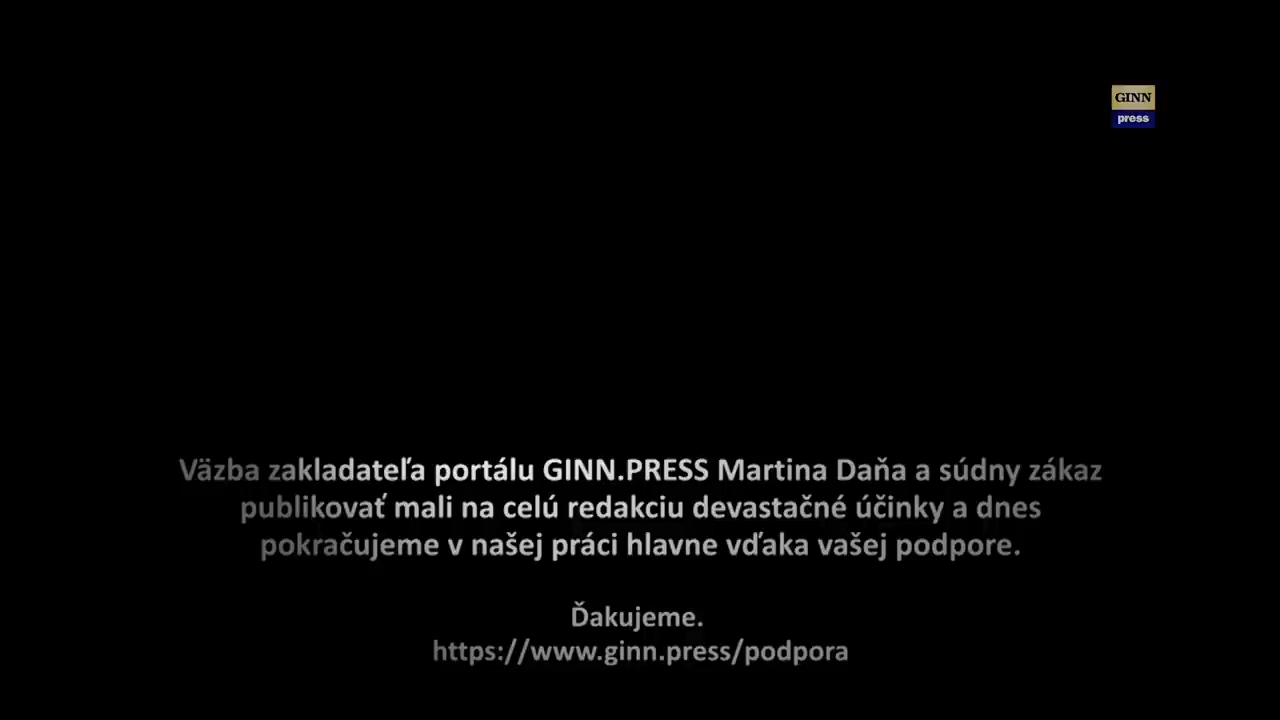 GINN
press
Väzba zakladateľa portálu GINN.PRESS Martina Daňa a súdny zákaz
publikovať mali na celú redakciu devastačné účinky a dnes
pokračujeme v našej práci hlavne vďaka vašej podpore.
Ďakujeme.
https://www.ginn.press/podpora